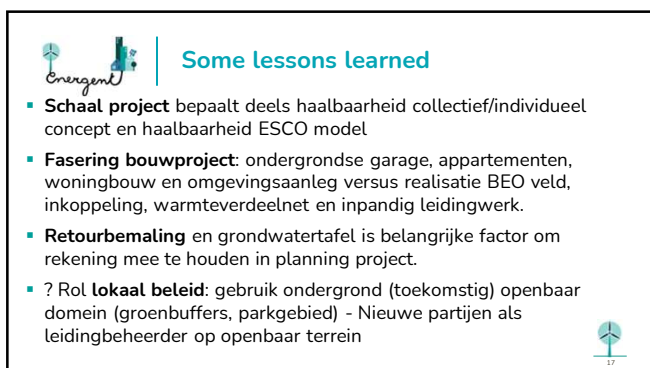 Energent
Some lessons learned
▪ Schaal project bepaalt deels haalbaarheid collectief/individueel
concept en haalbaarheid ESCO model
▪ Fasering bouwproject: ondergrondse garage, appartementen,
woningbouw en omgevingsaanleg versus realisatie BEO veld,
inkoppeling, warmteverdeelnet en inpandig leidingwerk.
▪ Retourbemaling en grondwatertafel is belangrijke factor om
rekening mee te houden in planning project.
▪ ? Rol lokaal beleid: gebruik ondergrond (toekomstig) openbaar
domein (groenbuffers, parkgebied) - Nieuwe partijen als
leidingbeheerder op openbaar terrein
17